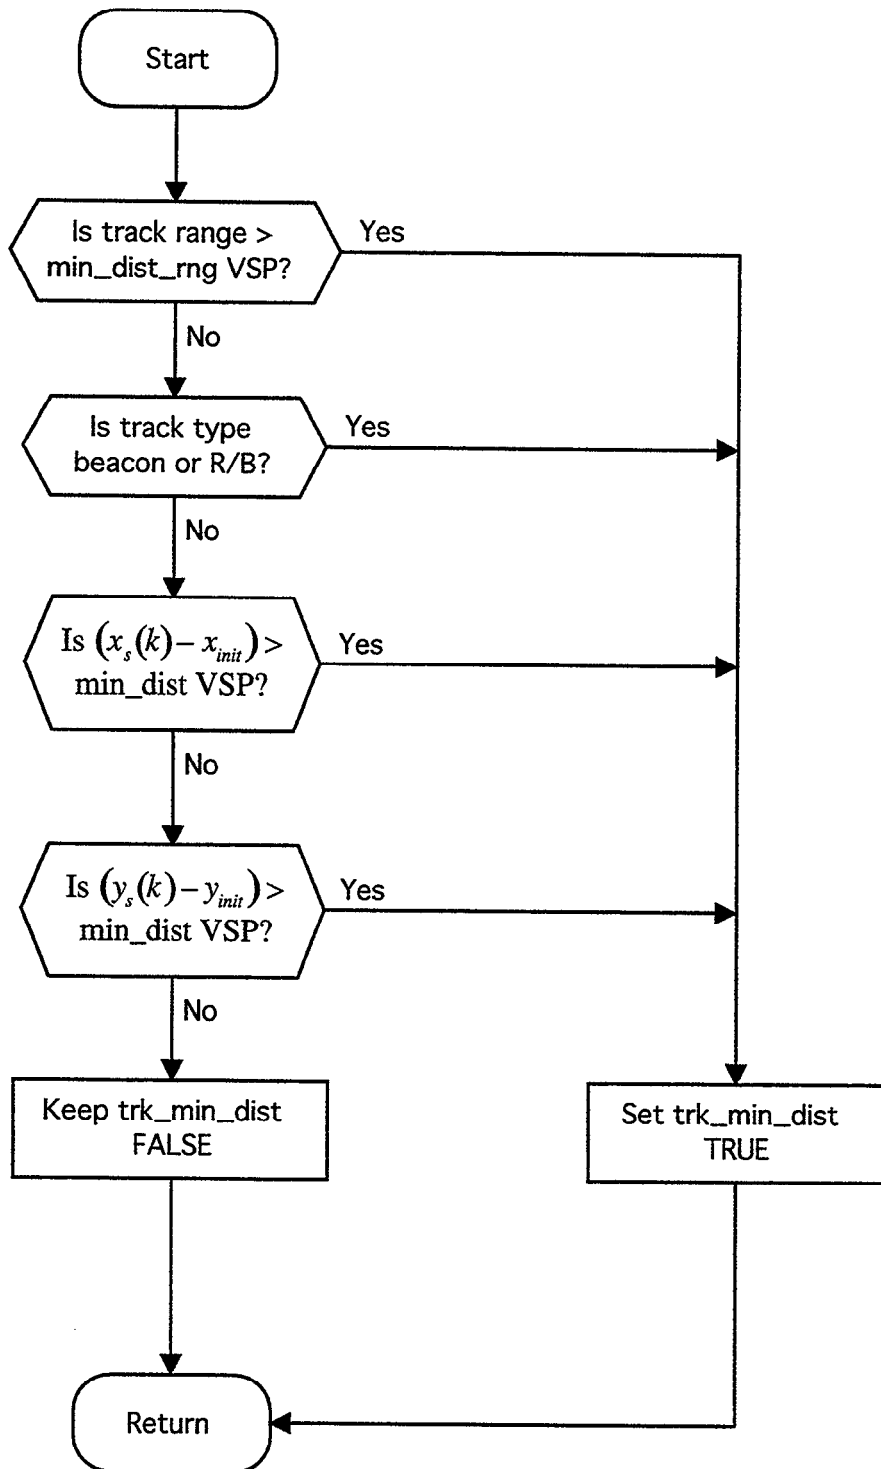 Start
Is track range >
min_dist_rng VSP?
Yes
No
Is track type
beacon or R/B?
Yes
No
Is (x_s(k) – x_init) >
min_dist VSP?
Yes
No
Is (y_s(k) – y_init) >
min_dist VSP?
Yes
No
Keep trk_min_dist
FALSE
Set trk_min_dist
TRUE
Return